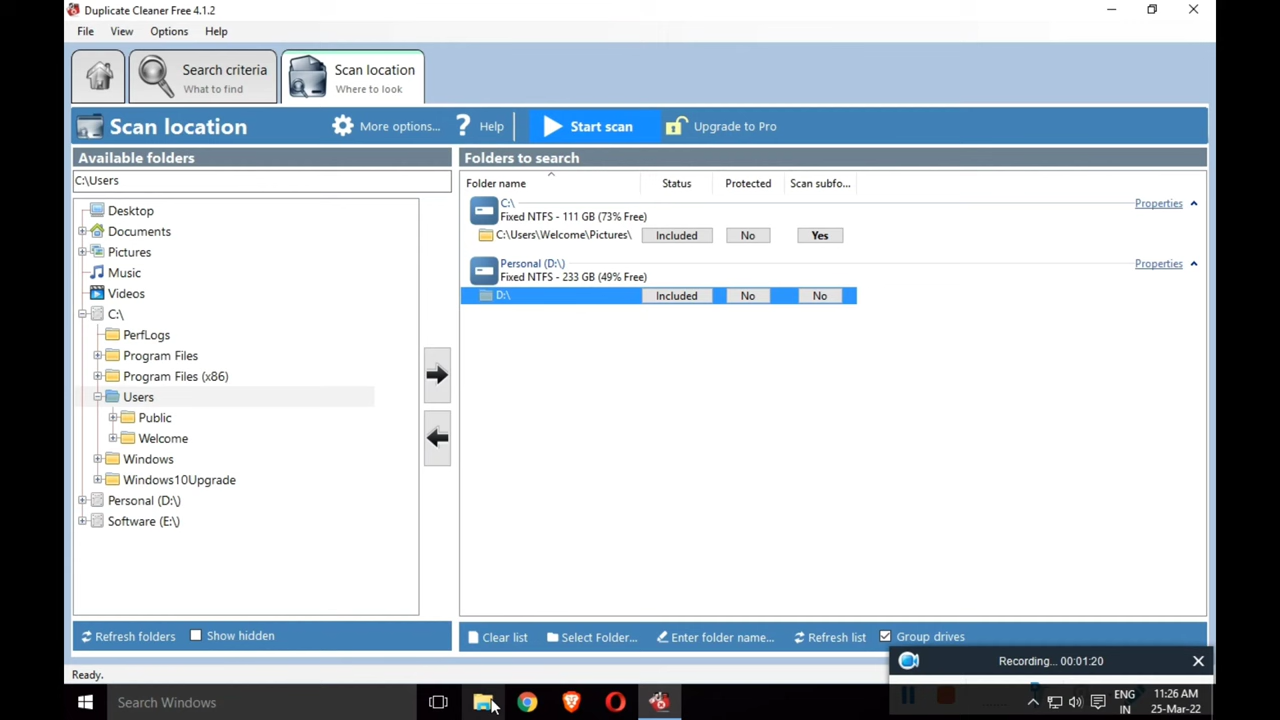 Duplicate Cleaner Free 4.1.2
File View Options Help
Search criteria
What to find
Scan location
Where to look
Scan location
More options...
? Help
Start scan
Upgrade to Pro
Available folders
C:\Users
Desktop
Documents
Pictures
Music
Videos
C:\
PerfLogs
Program Files
Program Files (x86)
Users
Public
Welcome
Windows
Windows10Upgrade
Personal (D:\)
Software (E:\)
Refresh folders
Show hidden
Folders to search
Folder name Status Protected Scan subfo...
C:\ Properties
Fixed NTFS - 111 GB (73% Free)
C:\Users\Welcome\Pictures\ Included No Yes
Personal (D:\) Properties
Fixed NTFS - 233 GB (49% Free)
D:\ Included No No
Clear list
Select Folder...
Enter folder name...
Refresh list
Group drives
Ready.
Recording... 00:01:20
Search Windows
ENG
IN
11:26 AM
25-Mar-22